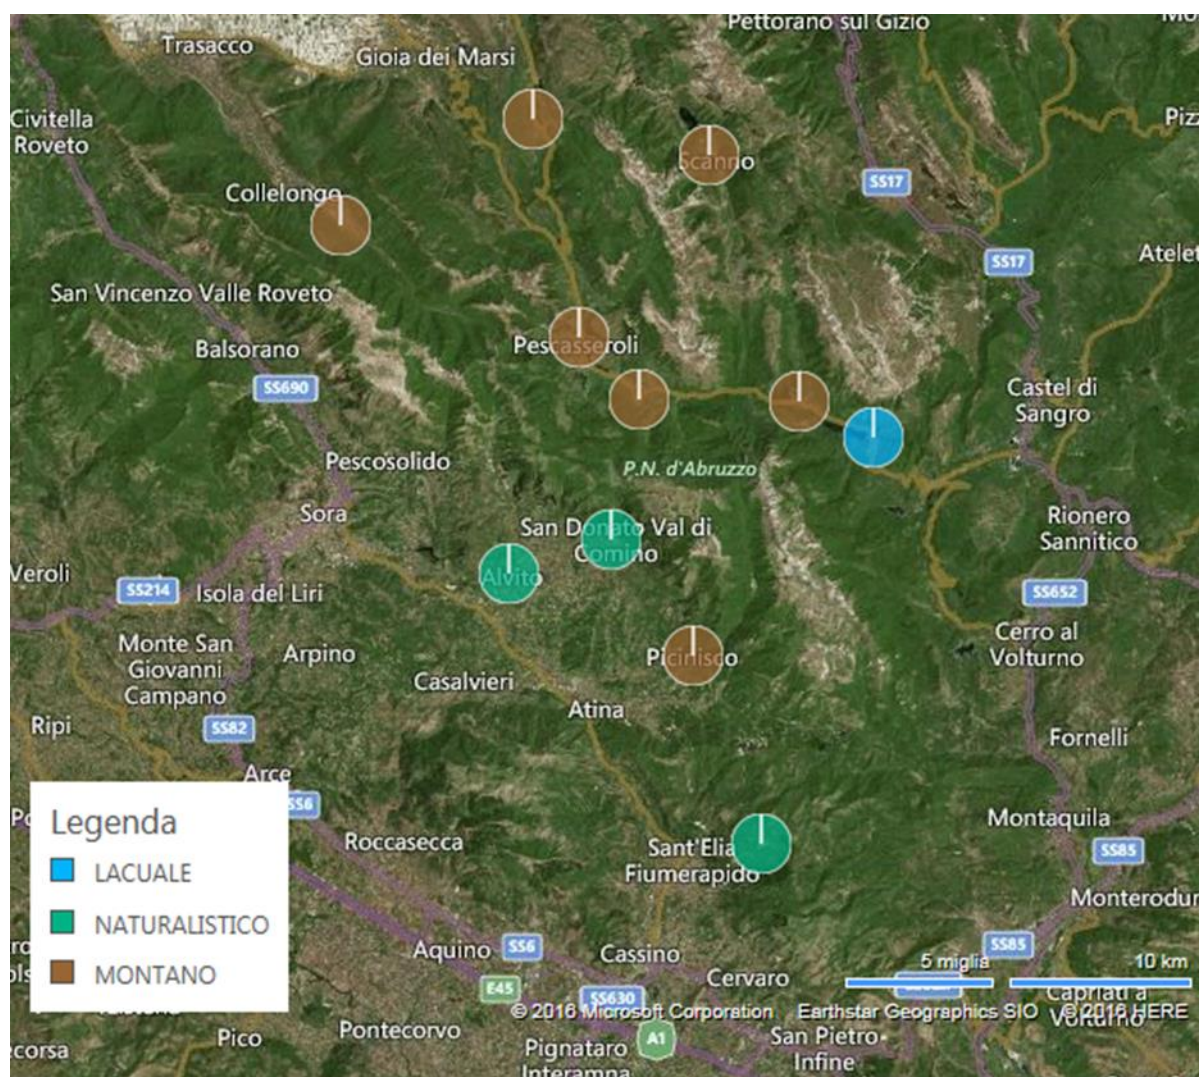 Pettorano sul Gizio
Trasacco
Gioia dei Marsi
Civitella
Roveto
Scanno
SS17
Collelongo
SS17
San Vincenzo Valle Roveto
Balsorano
Pescasseroli
SS690
Castel di
Sangro
Pescosolido
P.N. d'Abruzzo
Sora
San Donato Val di
Comino
Rionero
Sannitico
Veroli
Alvito
SS214
Isola del Liri
SS652
Monte San
Giovanni
Campano
Arpino
Picinisco
Cerro al
Volturno
Casalvieri
Atina
Ripi
SS82
Fornelli
Arce
SS6
Legenda
LACUALE
NATURALISTICO
MONTANO
Roccasecca
Sant'Elia
Fiumerapido
Montaquila
SS85
Aquino
SS6
Cassino
SS85
Cervaro
5 miglia
10 km
E45
SS630
Capriati a
Volturno
© 2016 Microsoft Corporation Earthstar Geographics SIO © 2016 HERE
Pico
Pontecorvo
A1
Pignataro
Interamna
San Pietro
Infine